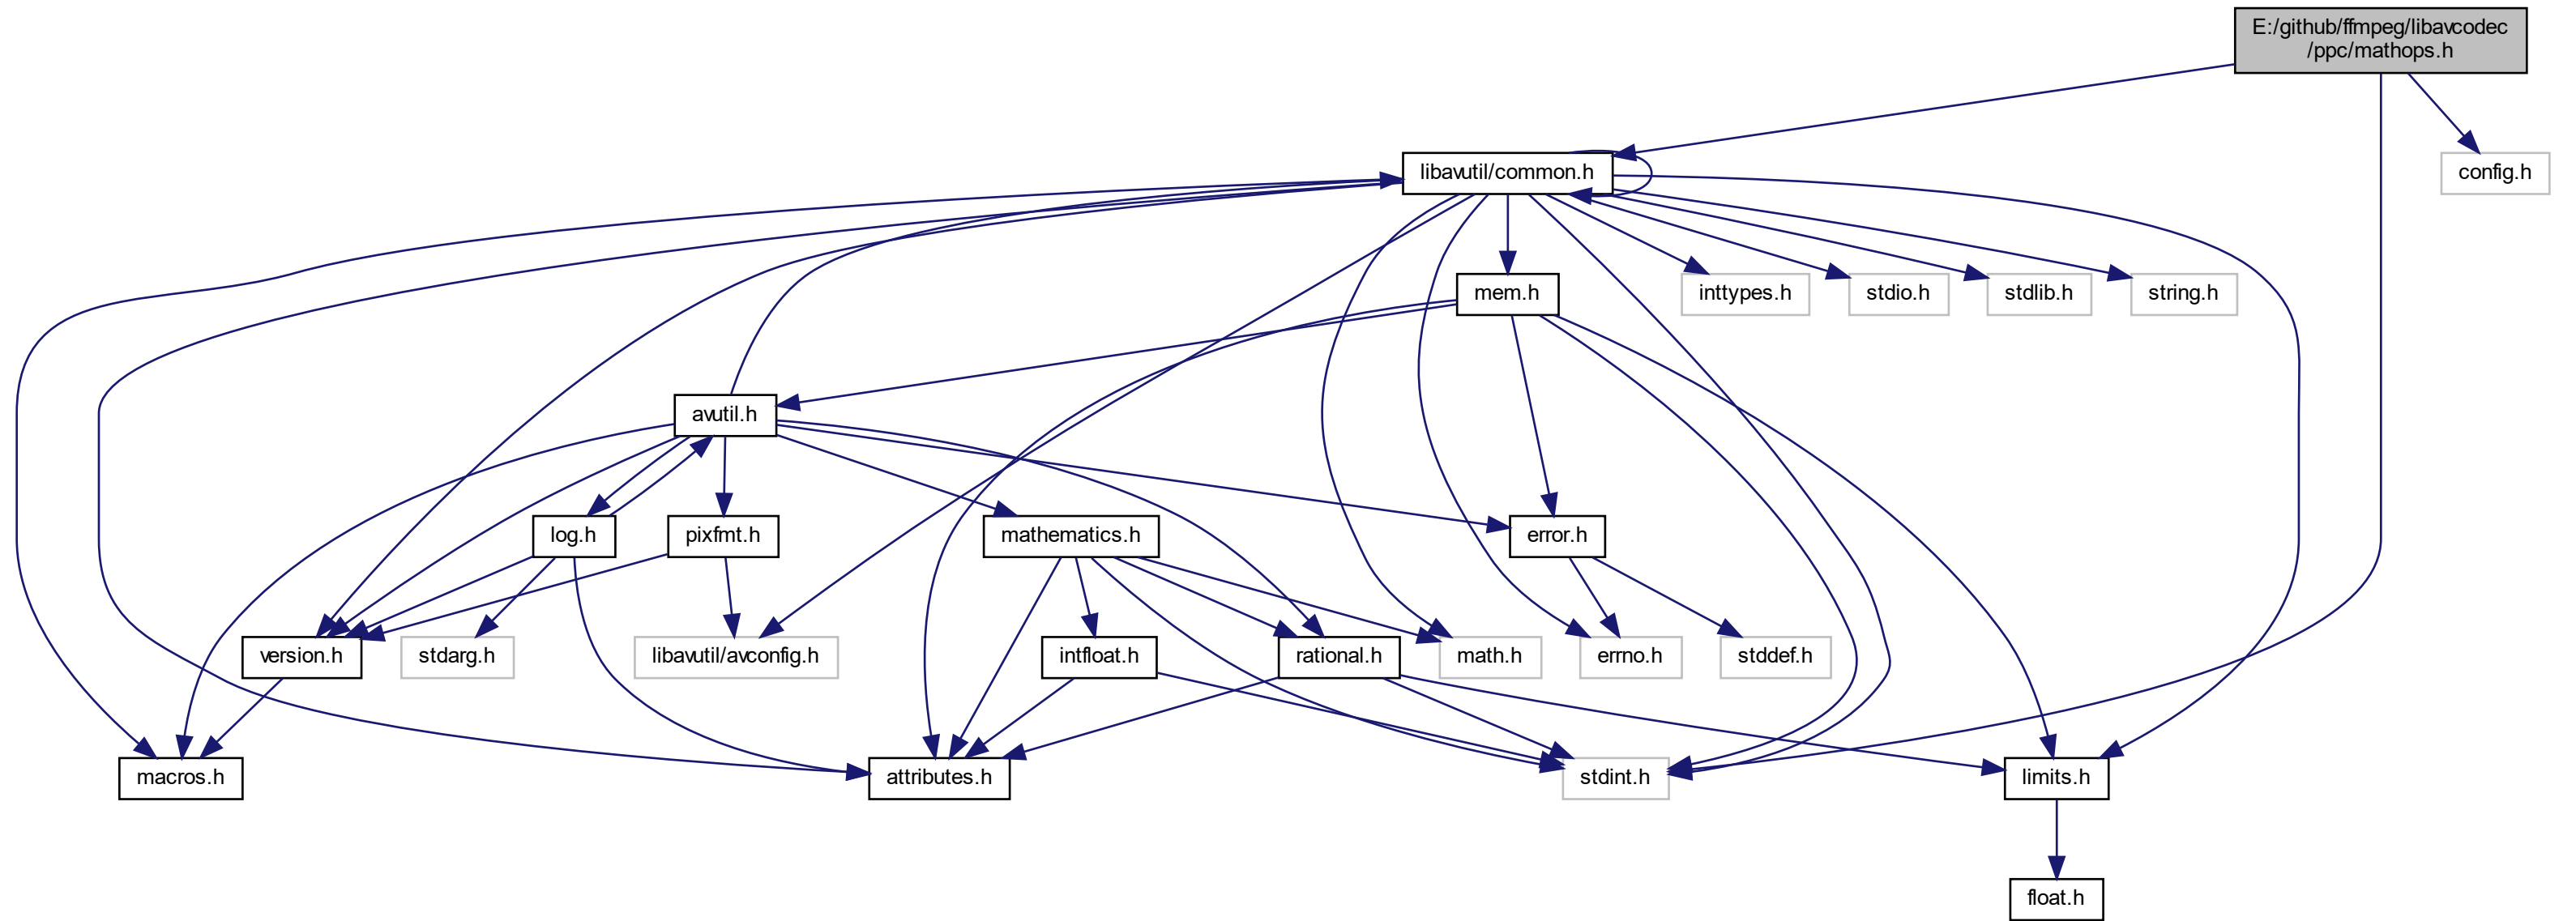 E:/github/ffmpeg/libavcodec
/ppc/mathops.h
libavutil/common.h
config.h
mem.h
inttypes.h
stdio.h
stdlib.h
string.h
avutil.h
log.h
pixfmt.h
mathematics.h
error.h
version.h
stdarg.h
libavutil/avconfig.h
intfloat.h
rational.h
math.h
errno.h
stddef.h
macros.h
attributes.h
stdint.h
limits.h
float.h